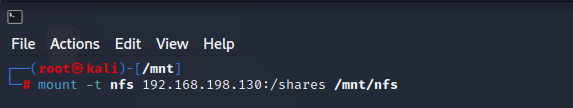 File Actions Edit View Help
┌──(root㉿kali)-[/mnt]
└─# mount -t nfs 192.168.198.130:/shares /mnt/nfs